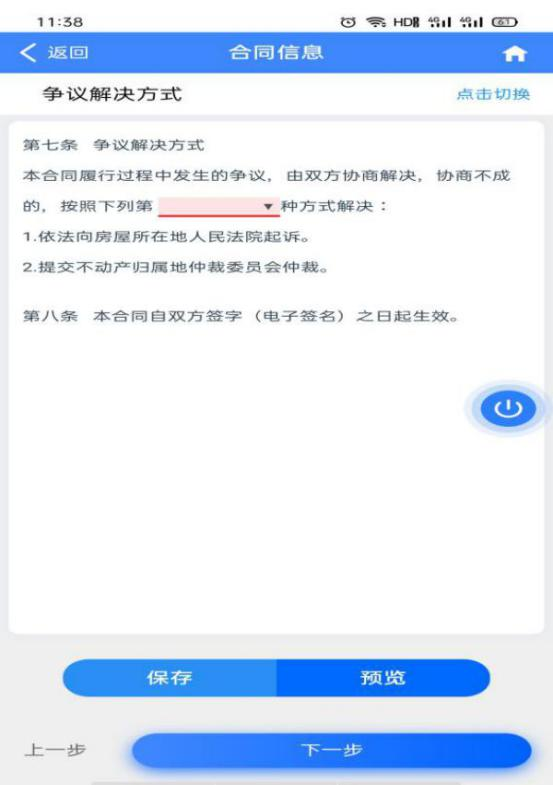 11:38
HD 4G 4G 61
返回
合同信息
争议解决方式
点击切换
第七条 争议解决方式
本合同履行过程中发生的争议，由双方协商解决，协商不成
的，按照下列第 种方式解决：
1.依法向房屋所在地人民法院起诉。
2.提交不动产归属地仲裁委员会仲裁。
第八条 本合同自双方签字（电子签名）之日起生效。
保存
预览
上一步
下一步